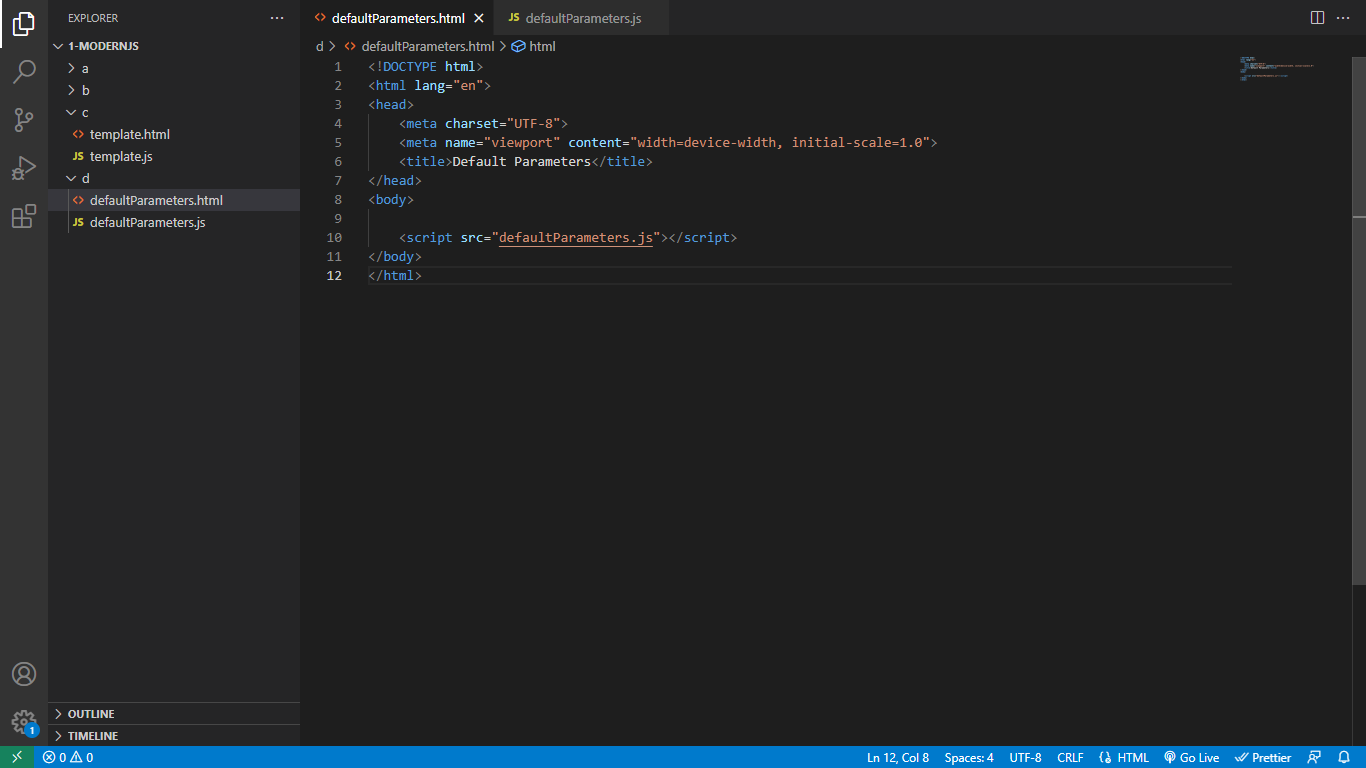 EXPLORER
1-MODERNJS
a
b
c
template.html
JS template.js
d
defaultParameters.html
JS defaultParameters.js
OUTLINE
TIMELINE
defaultParameters.html
JS defaultParameters.js
d > defaultParameters.html > html
1 <!DOCTYPE html>
2 <html lang="en">
3 <head>
4 <meta charset="UTF-8">
5 <meta name="viewport" content="width=device-width, initial-scale=1.0">
6 <title>Default Parameters</title>
7 </head>
8 <body>
9
10 <script src="defaultParameters.js"></script>
11 </body>
12 </html>
1
0 0
Ln 12, Col 8 Spaces: 4 UTF-8 CRLF {} HTML Go Live Prettier